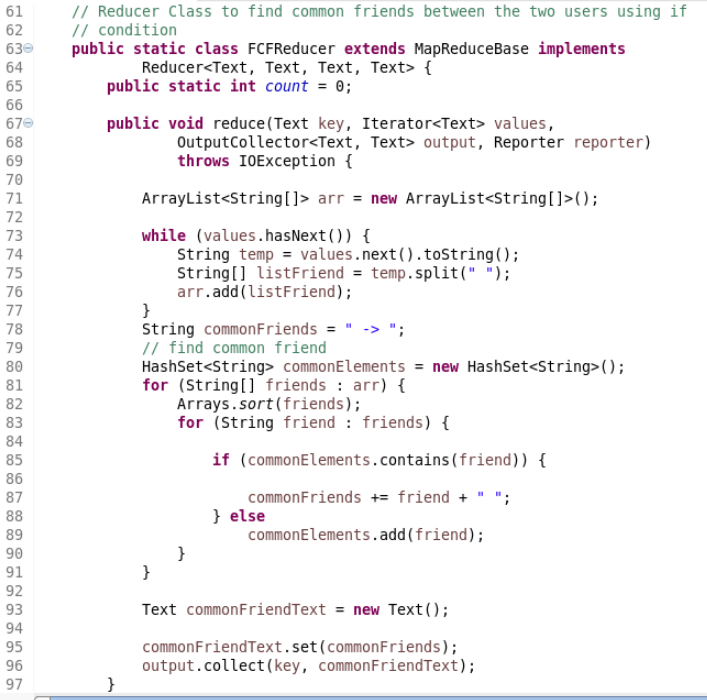 61 // Reducer Class to find common friends between the two users using if
62 // condition
63 public static class FCFReducer extends MapReduceBase implements
64 Reducer<Text, Text, Text, Text> {
65 public static int count = 0;
66
67 public void reduce(Text key, Iterator<Text> values,
68 OutputCollector<Text, Text> output, Reporter reporter)
69 throws IOException {
70
71 ArrayList<String[]> arr = new ArrayList<String[]>();
72
73 while (values.hasNext()) {
74 String temp = values.next().toString();
75 String[] listFriend = temp.split(" ");
76 arr.add(listFriend);
77 }
78 String commonFriends = " -> ";
79 // find common friend
80 HashSet<String> commonElements = new HashSet<String>();
81 for (String[] friends : arr) {
82 Arrays.sort(friends);
83 for (String friend : friends) {
84
85 if (commonElements.contains(friend)) {
86
87 commonFriends += friend + " ";
88 } else
89 commonElements.add(friend);
90 }
91 }
92
93 Text commonFriendText = new Text();
94
95 commonFriendText.set(commonFriends);
96 output.collect(key, commonFriendText);
97 }